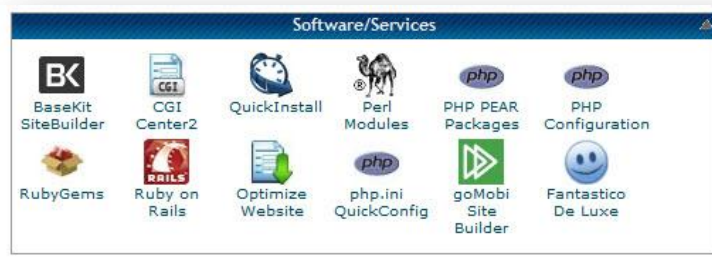 Software/Services
BK
CGI
®
php
php
BaseKit
SiteBuilder
CGI
Center2
QuickInstall
Perl
Modules
PHP PEAR
Packages
PHP
Configuration
RAILS
php
RubyGems
Ruby on
Rails
Optimize
Website
php.ini
QuickConfig
goMobi
Site
Builder
Fantastico
De Luxe